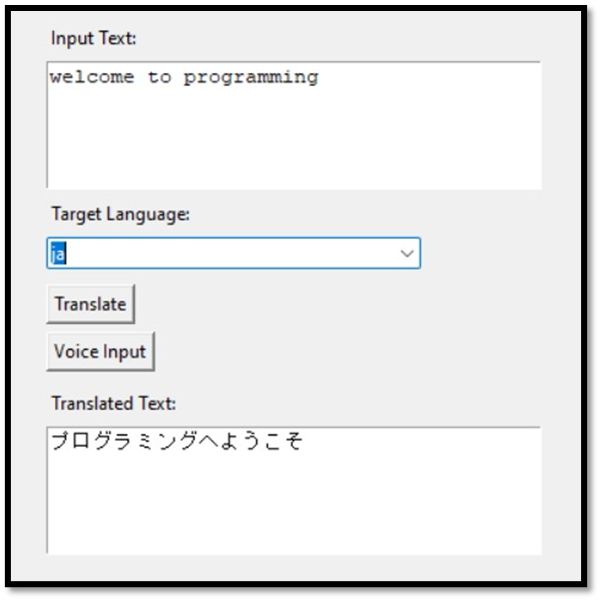 Input Text:
welcome to programming
Target Language:
ja
Translate
Voice Input
Translated Text:
プログラミングへようこそ